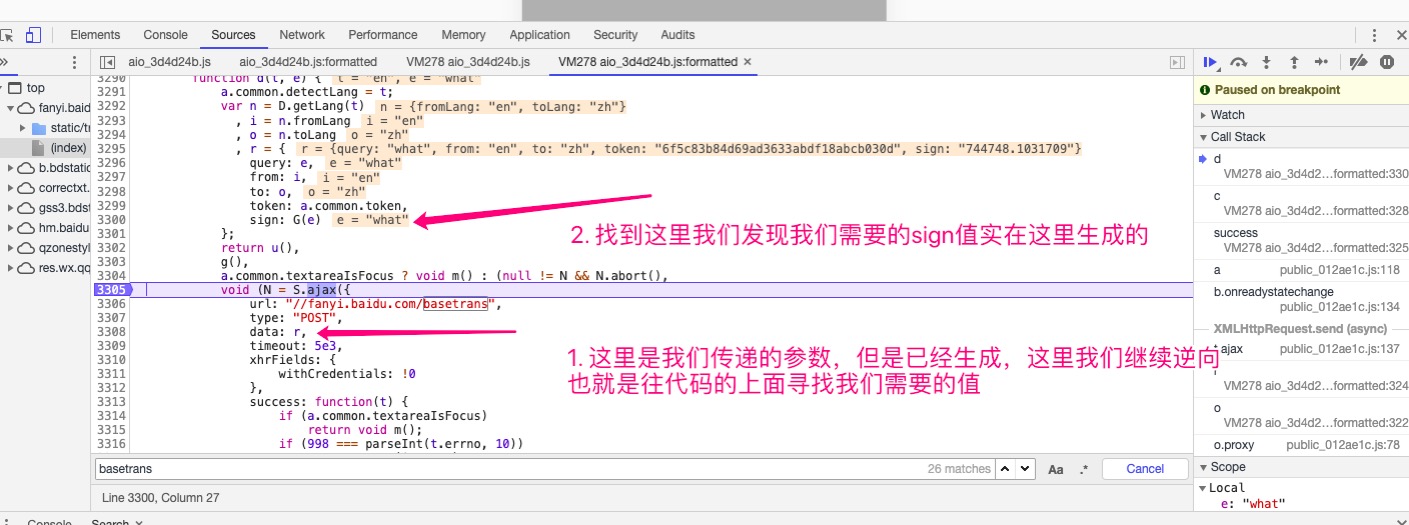 Elements Console Sources Network Performance Memory Application Security Audits
aio_3d4d24b.js aio_3d4d24b.js:formatted VM278 aio_3d4d24b.js VM278 aio_3d4d24b.js:formatted
top
fanyi.baid
static/tr
(index)
b.bdstatic
correctxt.
gss3.bdst
hm.baidu
qzonestyl
res.wx.qq
3290 function d(t, e) { t = "en", e = "what"
3291 a.common.detectLang = t;
3292 var n = D.getLang(t) n = {fromLang: "en", toLang: "zh"}
3293 , i = n.fromLang i = "en"
3294 , o = n.toLang o = "zh"
3295 , r = { r = {query: "what", from: "en", to: "zh", token: "6f5c83b84d69ad3633abdf18abcb030d", sign: "744748.1031709"}
3296 query: e, e = "what"
3297 from: i, i = "en"
3298 to: o, o = "zh"
3299 token: a.common.token,
3300 sign: G(e) e = "what"
3301 };
3302 return u(),
3303 g(),
3304 a.common.textareaIsFocus ? void m() : (null != N && N.abort(),
3305 void (N = S.ajax({
3306 url: "//fanyi.baidu.com/basetrans",
3307 type: "POST",
3308 data: r,
3309 timeout: 5e3,
3310 xhrFields: {
3311 withCredentials: !0
3312 },
3313 success: function(t) {
3314 if (a.common.textareaIsFocus)
3315 return void m();
3316 if (998 === parseInt(t.errno, 10))
2. 找到这里我们发现我们需要的sign值实在这里生成的
1. 这里是我们传递的参数，但是已经生成，这里我们继续逆向
也就是往代码的上面寻找我们需要的值
basetrans 26 matches Aa .* Cancel
Line 3300, Column 27
Console Search
Paused on breakpoint
Watch
Call Stack
d
VM278 aio_3d4d2…formatted:330
c
VM278 aio_3d4d2…formatted:328
success
VM278 aio_3d4d2…formatted:325
a public_012ae1c.js:118
b.onreadystatechange
public_012ae1c.js:134
XMLHttpRequest.send (async)
t.ajax public_012ae1c.js:137
VM278 aio_3d4d2…formatted:324
o
VM278 aio_3d4d2…formatted:322
o.proxy public_012ae1c.js:78
Scope
Local
e: "what"